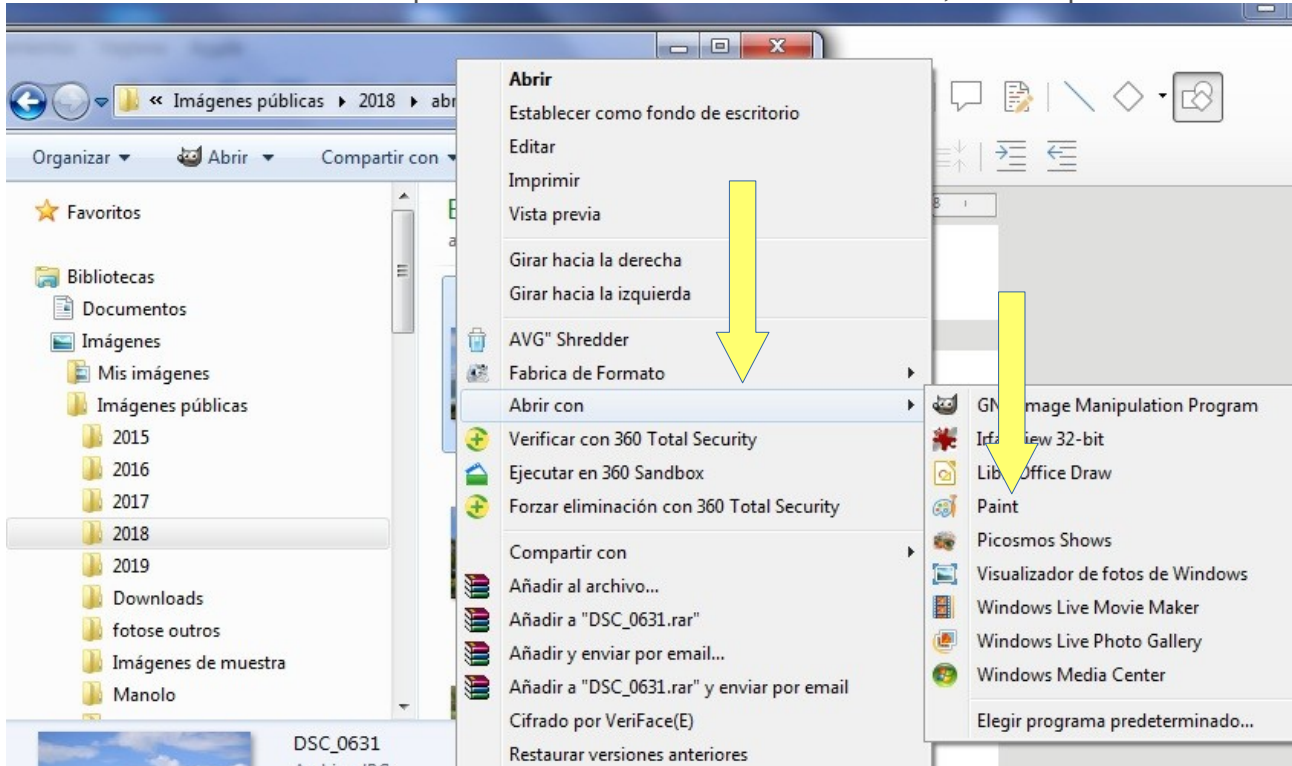 « Imágenes públicas ▸ 2018 ▸ abr
Organizar
Abrir
Compartir con
Favoritos
Bibliotecas
Documentos
Imágenes
Mis imágenes
Imágenes públicas
2015
2016
2017
2018
2019
Downloads
fotose outros
Imágenes de muestra
Manolo
DSC_0631
Abrir
Establecer como fondo de escritorio
Editar
Imprimir
Vista previa
Girar hacia la derecha
Girar hacia la izquierda
AVG" Shredder
Fabrica de Formato
Abrir con
Verificar con 360 Total Security
Ejecutar en 360 Sandbox
Forzar eliminación con 360 Total Security
Compartir con
Añadir al archivo...
Añadir a "DSC_0631.rar"
Añadir y enviar por email...
Añadir a "DSC_0631.rar" y enviar por email
Cifrado por VeriFace(E)
Restaurar versiones anteriores
Image Manipulation Program
32-bit
Office Draw
Paint
Picosmos Shows
Visualizador de fotos de Windows
Windows Live Movie Maker
Windows Live Photo Gallery
Windows Media Center
Elegir programa predeterminado...